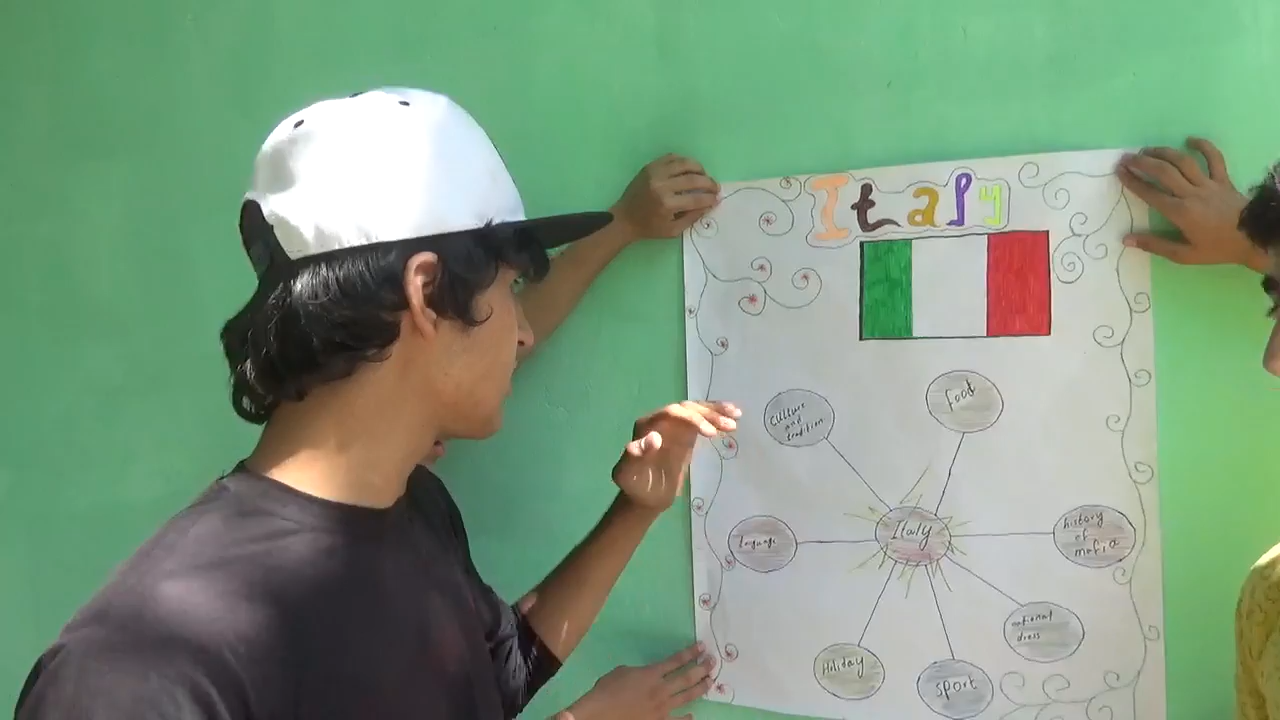 Italy
food
culture
and
tradition
history
of
mafia
Italy
language
national
dress
Holiday
sport